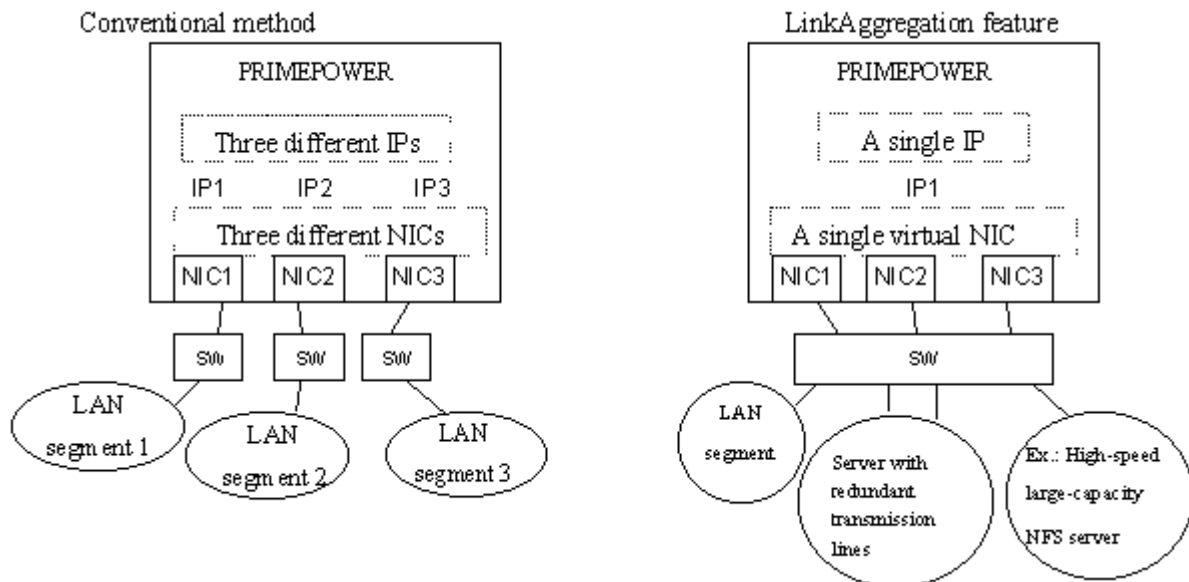 Conventional method
PRIMEPOWER
Three different IPs
IP1 IP2 IP3
Three different NICs
NIC1 NIC2 NIC3
SW SW SW
LAN
segment 1
LAN
segment 2
LAN
segment 3
LinkAggregation feature
PRIMEPOWER
A single IP
IP1
A single virtual NIC
NIC1 NIC2 NIC3
SW
LAN
segment
Server with
redundant
transmission
lines
Ex.: High-speed
large-capacity
NFS server